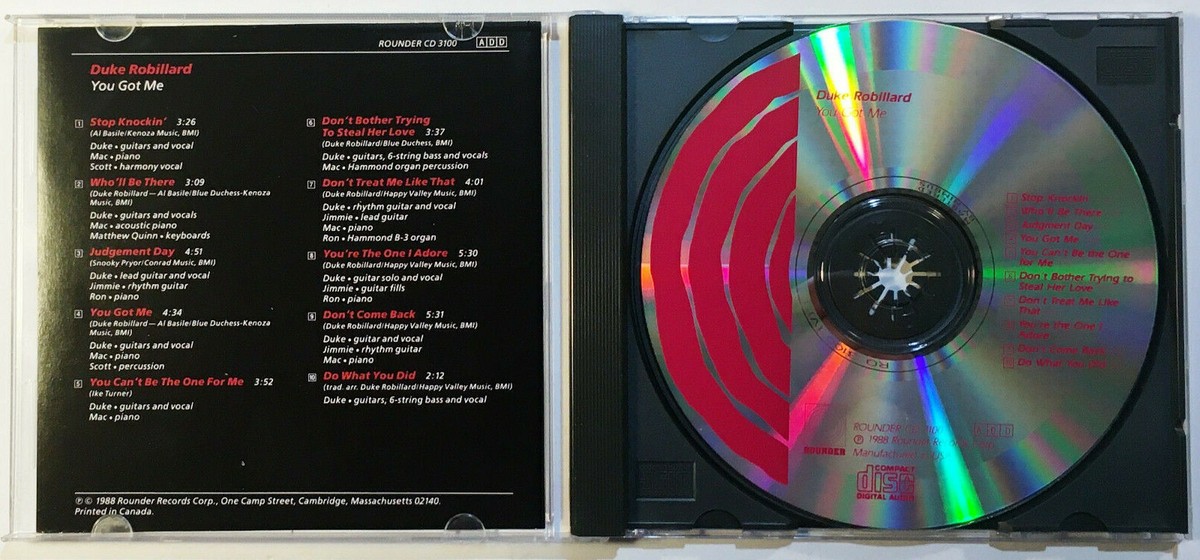 ROUNDER CD 3100 ADD
Duke Robillard
You Got Me
1 Stop Knockin' 3:26
(Al Basile/Kenoza Music, BMI)
Duke • guitars and vocal
Mac • piano
Scott • harmony vocal
2 Who'll Be There 3:09
(Duke Robillard — Al Basile/Blue Duchess-Kenoza
Music, BMI)
Duke • guitars and vocals
Mac • acoustic piano
Matthew Quinn • keyboards
3 Judgement Day 4:51
(Snooky Pryor/Conrad Music, BMI)
Duke • lead guitar and vocal
Jimmie • rhythm guitar
Ron • piano
4 You Got Me 4:34
(Duke Robillard — Al Basile/Blue Duchess-Kenoza
Music, BMI)
Duke • guitars and vocal
Mac • piano
Scott • percussion
5 You Can't Be The One For Me 3:52
(Ike Turner)
Duke • guitars and vocal
Mac • piano
6 Don't Bother Trying
To Steal Her Love 3:37
(Duke Robillard/Blue Duchess, BMI)
Duke • guitars, 6-string bass and vocals
Mac • Hammond organ percussion
7 Don't Treat Me Like That 4:01
(Duke Robillard/Happy Valley Music, BMI)
Duke • rhythm guitar and vocal
Jimmie • lead guitar
Mac • piano
Ron • Hammond B-3 organ
8 You're The One I Adore 5:30
(Duke Robillard/Happy Valley Music, BMI)
Duke • guitar solo and vocal
Jimmie • guitar fills
Ron • piano
9 Don't Come Back 5:31
(Duke Robillard/Happy Valley Music, BMI)
Duke • guitar and vocal
Jimmie • rhythm guitar
Mac • piano
10 Do What You Did 2:12
(trad. arr. Duke Robillard/Happy Valley Music, BMI)
Duke • guitars, 6-string bass and vocal
℗ © 1988 Rounder Records Corp., One Camp Street, Cambridge, Massachusetts 02140.
Printed in Canada.
Duke Robillard
You Got Me
Stop Knockin'
Who'll Be There
Judgment Day
You Got Me
You Can't Be the One
for Me
Don't Bother Trying to
Steal Her Love
Don't Treat Me Like
That
You're the One I
Don't Come Back
Do What You Did
ROUNDER CD 3100 ADD
℗ 1988 Rounder
Manufactured
ROUNDER
COMPACT
disc
DIGITAL AUDIO